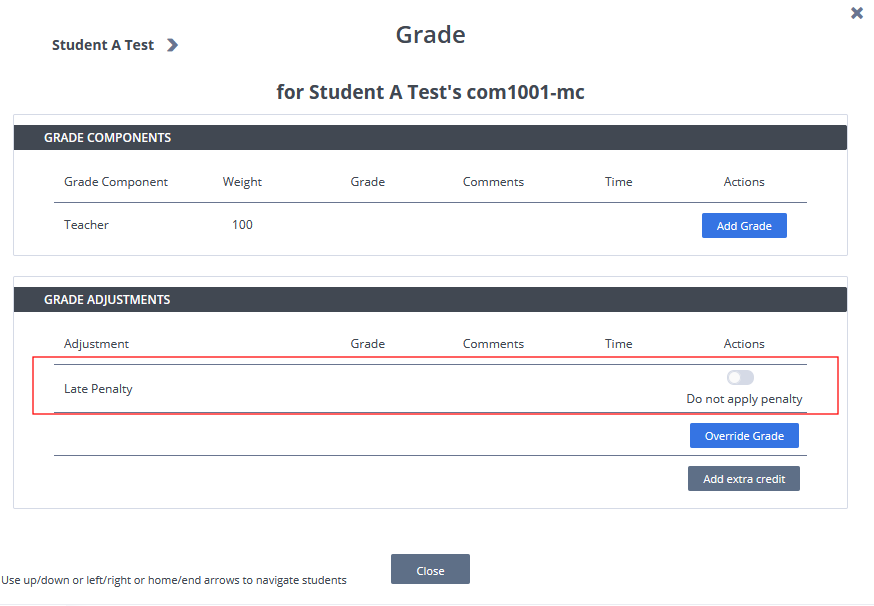 Student A Test
Grade
for Student A Test's com1001-mc
GRADE COMPONENTS
Grade Component Weight Grade Comments Time Actions
Teacher 100 Add Grade
GRADE ADJUSTMENTS
Adjustment Grade Comments Time Actions
Late Penalty
Do not apply penalty
Override Grade
Add extra credit
Close
Use up/down or left/right or home/end arrows to navigate students